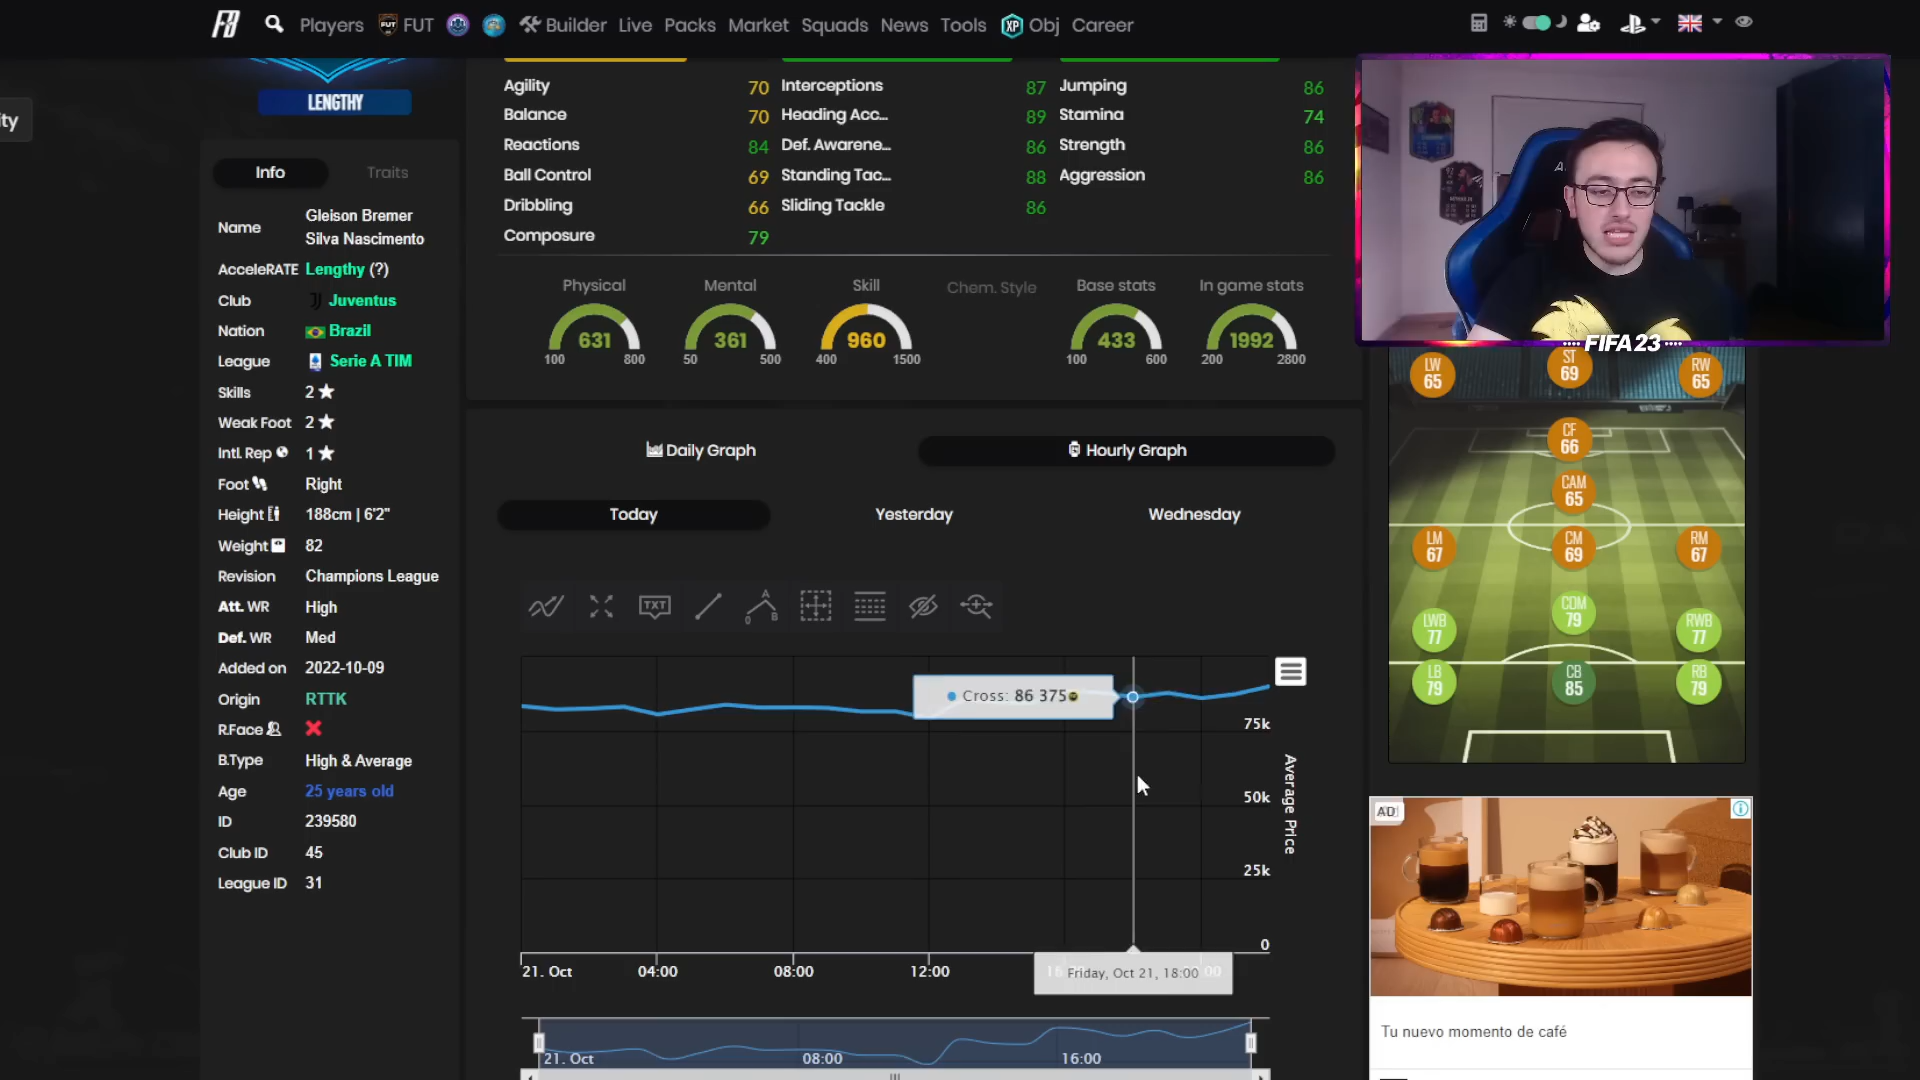 Players
FUT
Builder
Live
Packs
Market
Squads
News
Tools
XP
Obj
Career
ty
LENGTHY
Info
Traits
Name
Gleison Bremer
Silva Nascimento
AcceleRATE Lengthy (?)
Club Juventus
Nation Brazil
League Serie A TIM
Skills 2
Weak Foot 2
Intl. Rep 1
Foot Right
Height 188cm | 6'2"
Weight 82
Revision Champions League
Att. WR High
Def. WR Med
Added on 2022-10-09
Origin RTTK
R.Face
B.Type High & Average
Age 25 years old
ID 239580
Club ID 45
League ID 31
Agility 70
Balance 70
Reactions 84
Ball Control 69
Dribbling 66
Composure 79
Interceptions 87
Heading Acc... 89
Def. Awarene... 86
Standing Tac... 88
Sliding Tackle 86
Jumping 86
Stamina 74
Strength 86
Aggression 86
Physical
631
100 800
Mental
361
50 500
Skill
960
400 1500
Chem. Style
Base stats
433
100 600
In game stats
1992
200 2800
Daily Graph
Hourly Graph
Today
Yesterday
Wednesday
TXT
A
0 B
Cross: 86 375
75k
50k
25k
0
Average Price
21. Oct
04:00
08:00
12:00
Friday, Oct 21, 18:00
21. Oct
08:00
16:00
FIFA 23
LW
65
ST
69
RW
65
CF
66
CAM
65
LM
67
CM
69
RM
67
CDM
79
LWB
77
RWB
77
LB
79
CB
85
RB
79
AD
Tu nuevo momento de café